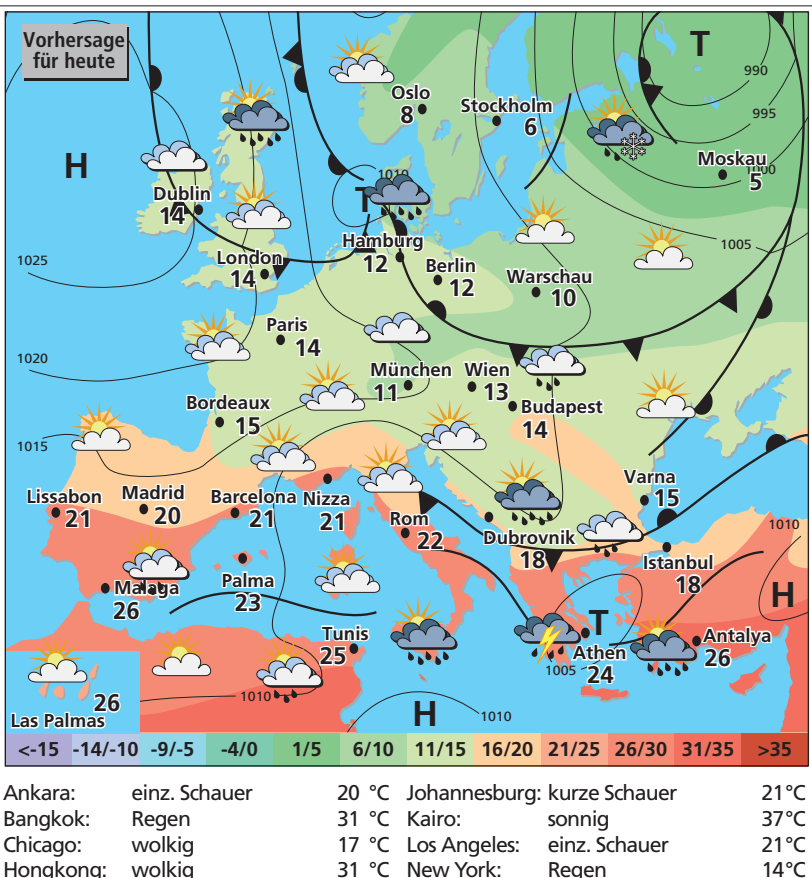 Vorhersage
für heute
T
990
Oslo
8
Stockholm
6
995
H
Moskau
5
1000
1010
T
Dublin
14
Hamburg
12
1005
1025
London
14
Berlin
12
Warschau
10
Paris
14
1020
München
11
Wien
13
Bordeaux
15
Budapest
14
1015
Lissabon
21
Madrid
20
Barcelona
21
Nizza
21
Varna
15
Rom
22
Dubrovnik
18
1010
Istanbul
18
Malaga
26
Palma
23
H
Tunis
25
T
Athen
24
Antalya
26
1005
26
Las Palmas
1010
H
1010
<-15 -14/-10 -9/-5 -4/0 1/5 6/10 11/15 16/20 21/25 26/30 31/35 >35
Ankara: einz. Schauer 20 °C Johannesburg: kurze Schauer 21°C
Bangkok: Regen 31 °C Kairo: sonnig 37°C
Chicago: wolkig 17 °C Los Angeles: einz. Schauer 21°C
Hongkong: wolkig 31 °C New York: Regen 14°C